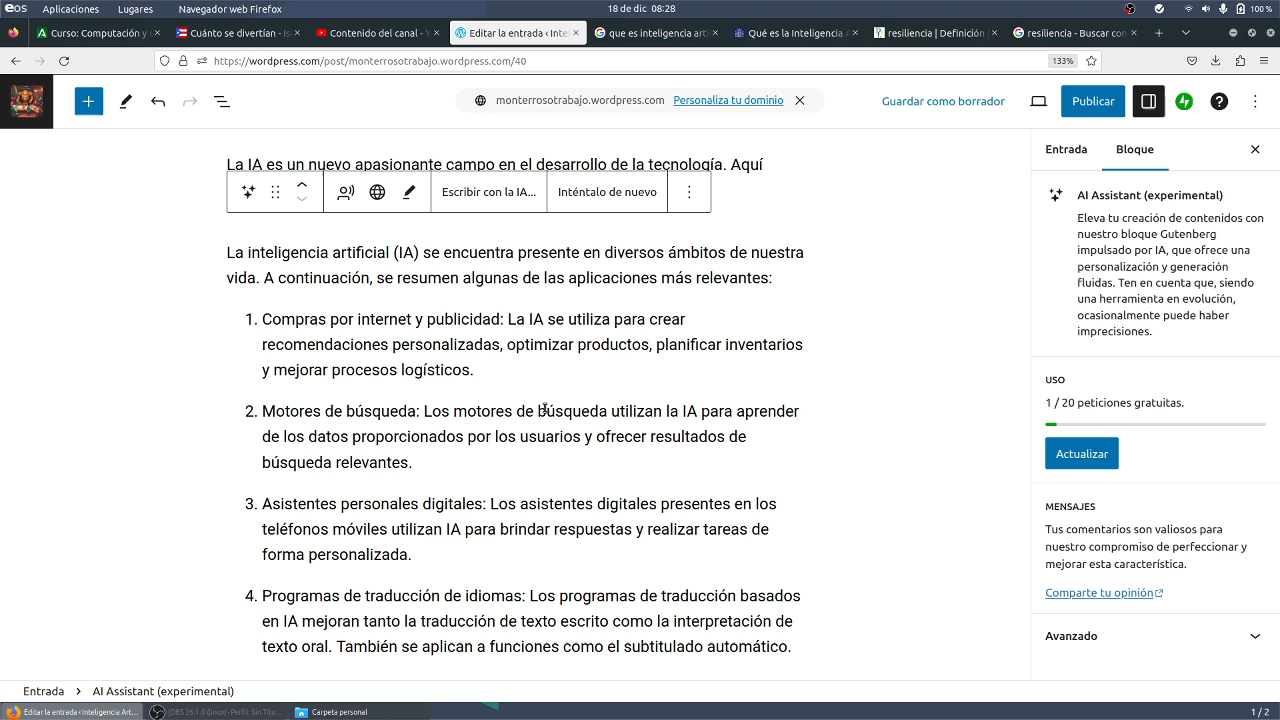 eos Aplicaciones Lugares Navegador web Firefox 18 de dic 08:28 100 %
Curso: Computación y
Cuánto se divertían - Is
Contenido del canal - Y
Editar la entrada ‹ Inte
que es inteligencia arti
Qué es la Inteligencia A
resiliencia | Definición
resiliencia - Buscar con
https://wordpress.com/post/monterrosotrabajo.wordpress.com/40 133%
monterrosotrabajo.wordpress.com Personaliza tu dominio Guardar como borrador Publicar
La IA es un nuevo apasionante campo en el desarrollo de la tecnología. Aquí
Escribir con la IA... Inténtalo de nuevo
La inteligencia artificial (IA) se encuentra presente en diversos ámbitos de nuestra
vida. A continuación, se resumen algunas de las aplicaciones más relevantes:
1. Compras por internet y publicidad: La IA se utiliza para crear
recomendaciones personalizadas, optimizar productos, planificar inventarios
y mejorar procesos logísticos.
2. Motores de búsqueda: Los motores de búsqueda utilizan la IA para aprender
de los datos proporcionados por los usuarios y ofrecer resultados de
búsqueda relevantes.
3. Asistentes personales digitales: Los asistentes digitales presentes en los
teléfonos móviles utilizan IA para brindar respuestas y realizar tareas de
forma personalizada.
4. Programas de traducción de idiomas: Los programas de traducción basados
en IA mejoran tanto la traducción de texto escrito como la interpretación de
texto oral. También se aplican a funciones como el subtitulado automático.
Entrada Bloque
AI Assistant (experimental)
Eleva tu creación de contenidos con
nuestro bloque Gutenberg
impulsado por IA, que ofrece una
personalización y generación
fluidas. Ten en cuenta que, siendo
una herramienta en evolución,
ocasionalmente puede haber
imprecisiones.
USO
1 / 20 peticiones gratuitas.
Actualizar
MENSAJES
Tus comentarios son valiosos para
nuestro compromiso de perfeccionar y
mejorar esta característica.
Comparte tu opinión
Avanzado
Entrada > AI Assistant (experimental)
Editar la entrada ‹ Inteligencia Art...
[OBS 26.1.0 (linux) - Perfil: Sin Títu...
Carpeta personal
1 / 2